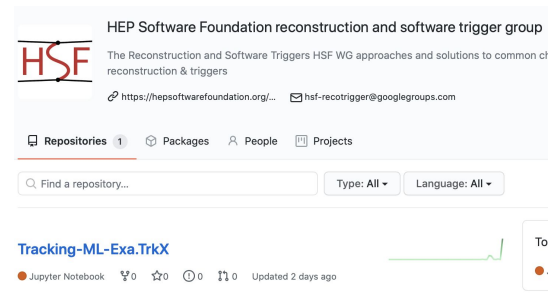 HSF
HEP Software Foundation reconstruction and software trigger group
The Reconstruction and Software Triggers HSF WG approaches and solutions to common
reconstruction & triggers
https://hepsoftwarefoundation.org/... hsf-recotrigger@googlegroups.com
Repositories 1 Packages People Projects
Find a repository... Type: All Language: All
Tracking-ML-Exa.TrkX
Jupyter Notebook 0 0 0 0 Updated 2 days ago